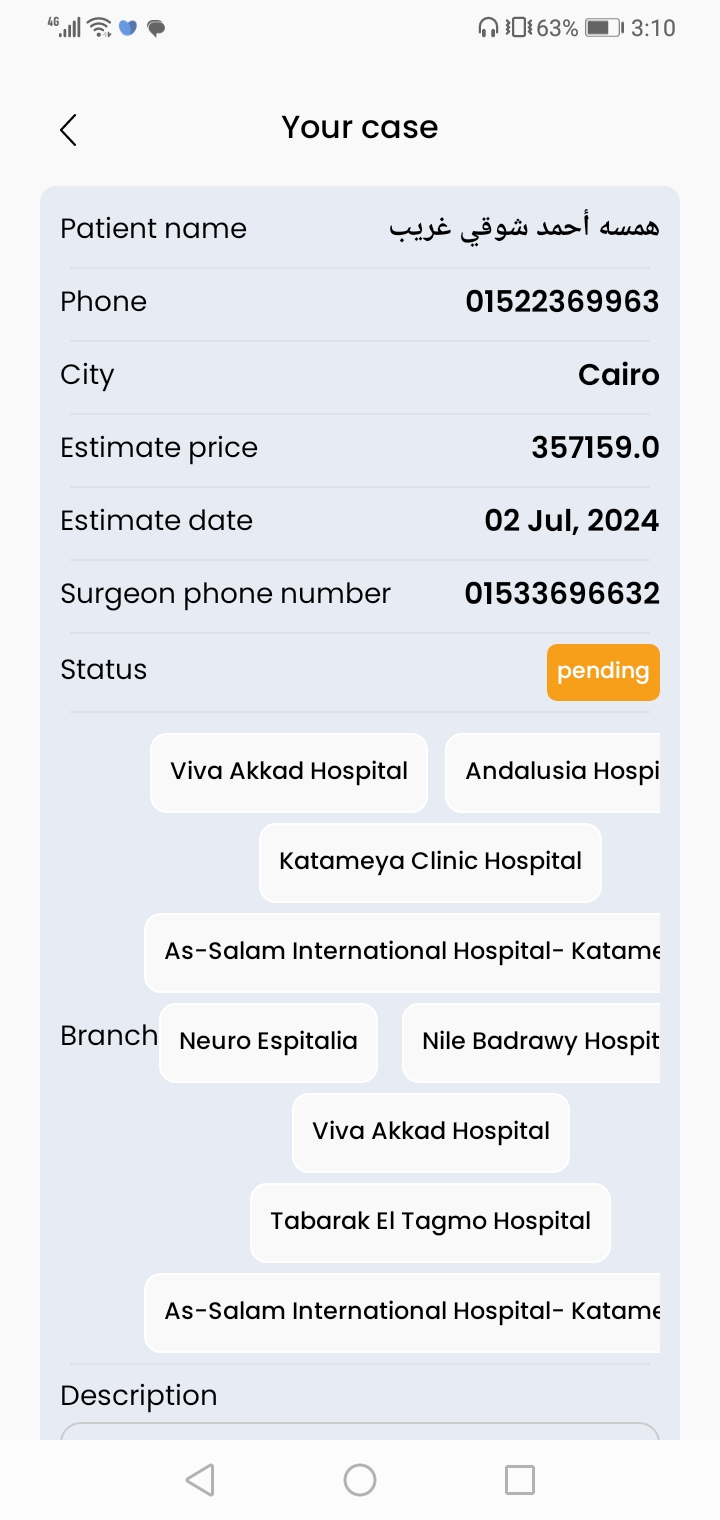 4G 63% 3:10
Your case
Patient name همسه أحمد شوقي غريب
Phone 01522369963
City Cairo
Estimate price 357159.0
Estimate date 02 Jul, 2024
Surgeon phone number 01533696632
Status pending
Viva Akkad Hospital Andalusia Hospi
Katameya Clinic Hospital
As-Salam International Hospital- Katame
Branch Neuro Espitalia Nile Badrawy Hospit
Viva Akkad Hospital
Tabarak El Tagmo Hospital
As-Salam International Hospital- Katame
Description